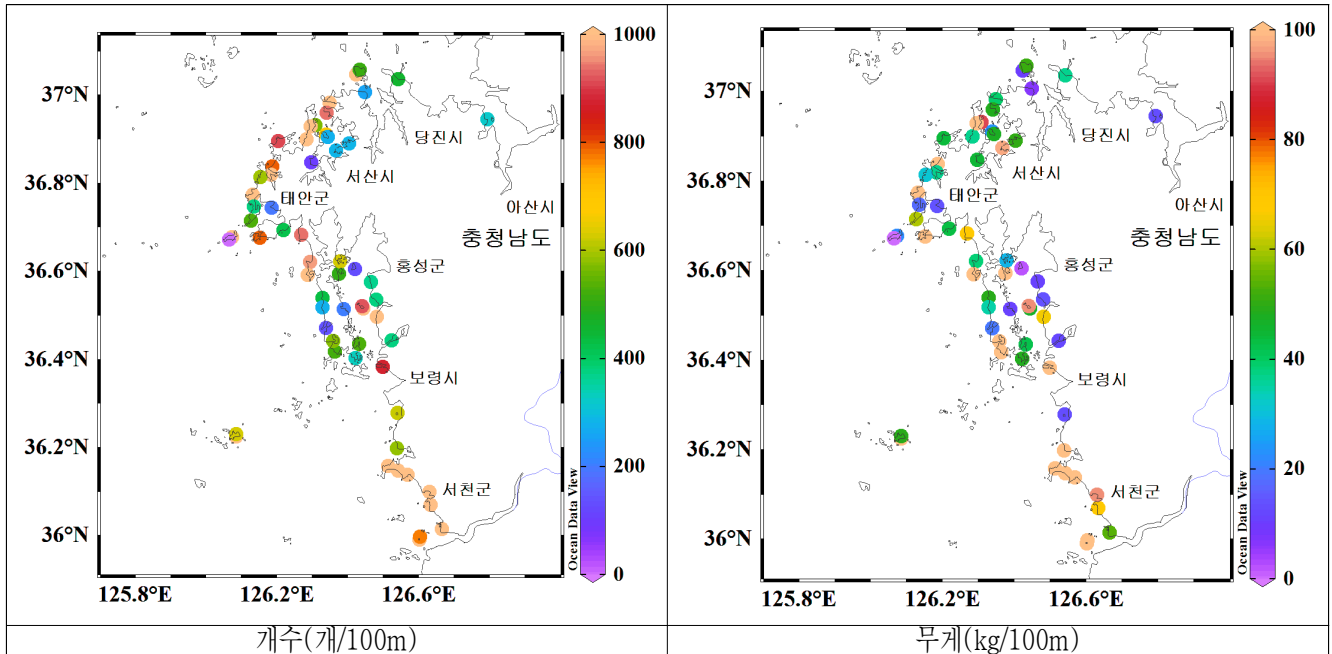 37°N
36.8°N
36.6°N
36.4°N
36.2°N
36°N
125.8°E
126.2°E
126.6°E
당진시
서산시
태안군
아산시
충청남도
홍성군
보령시
서천군
1000
800
600
400
200
0
Ocean Data View
개수(개/100m)
37°N
36.8°N
36.6°N
36.4°N
36.2°N
36°N
125.8°E
126.2°E
126.6°E
당진시
서산시
태안군
아산시
충청남도
홍성군
보령시
서천군
100
80
60
40
20
0
Ocean Data View
무게(kg/100m)